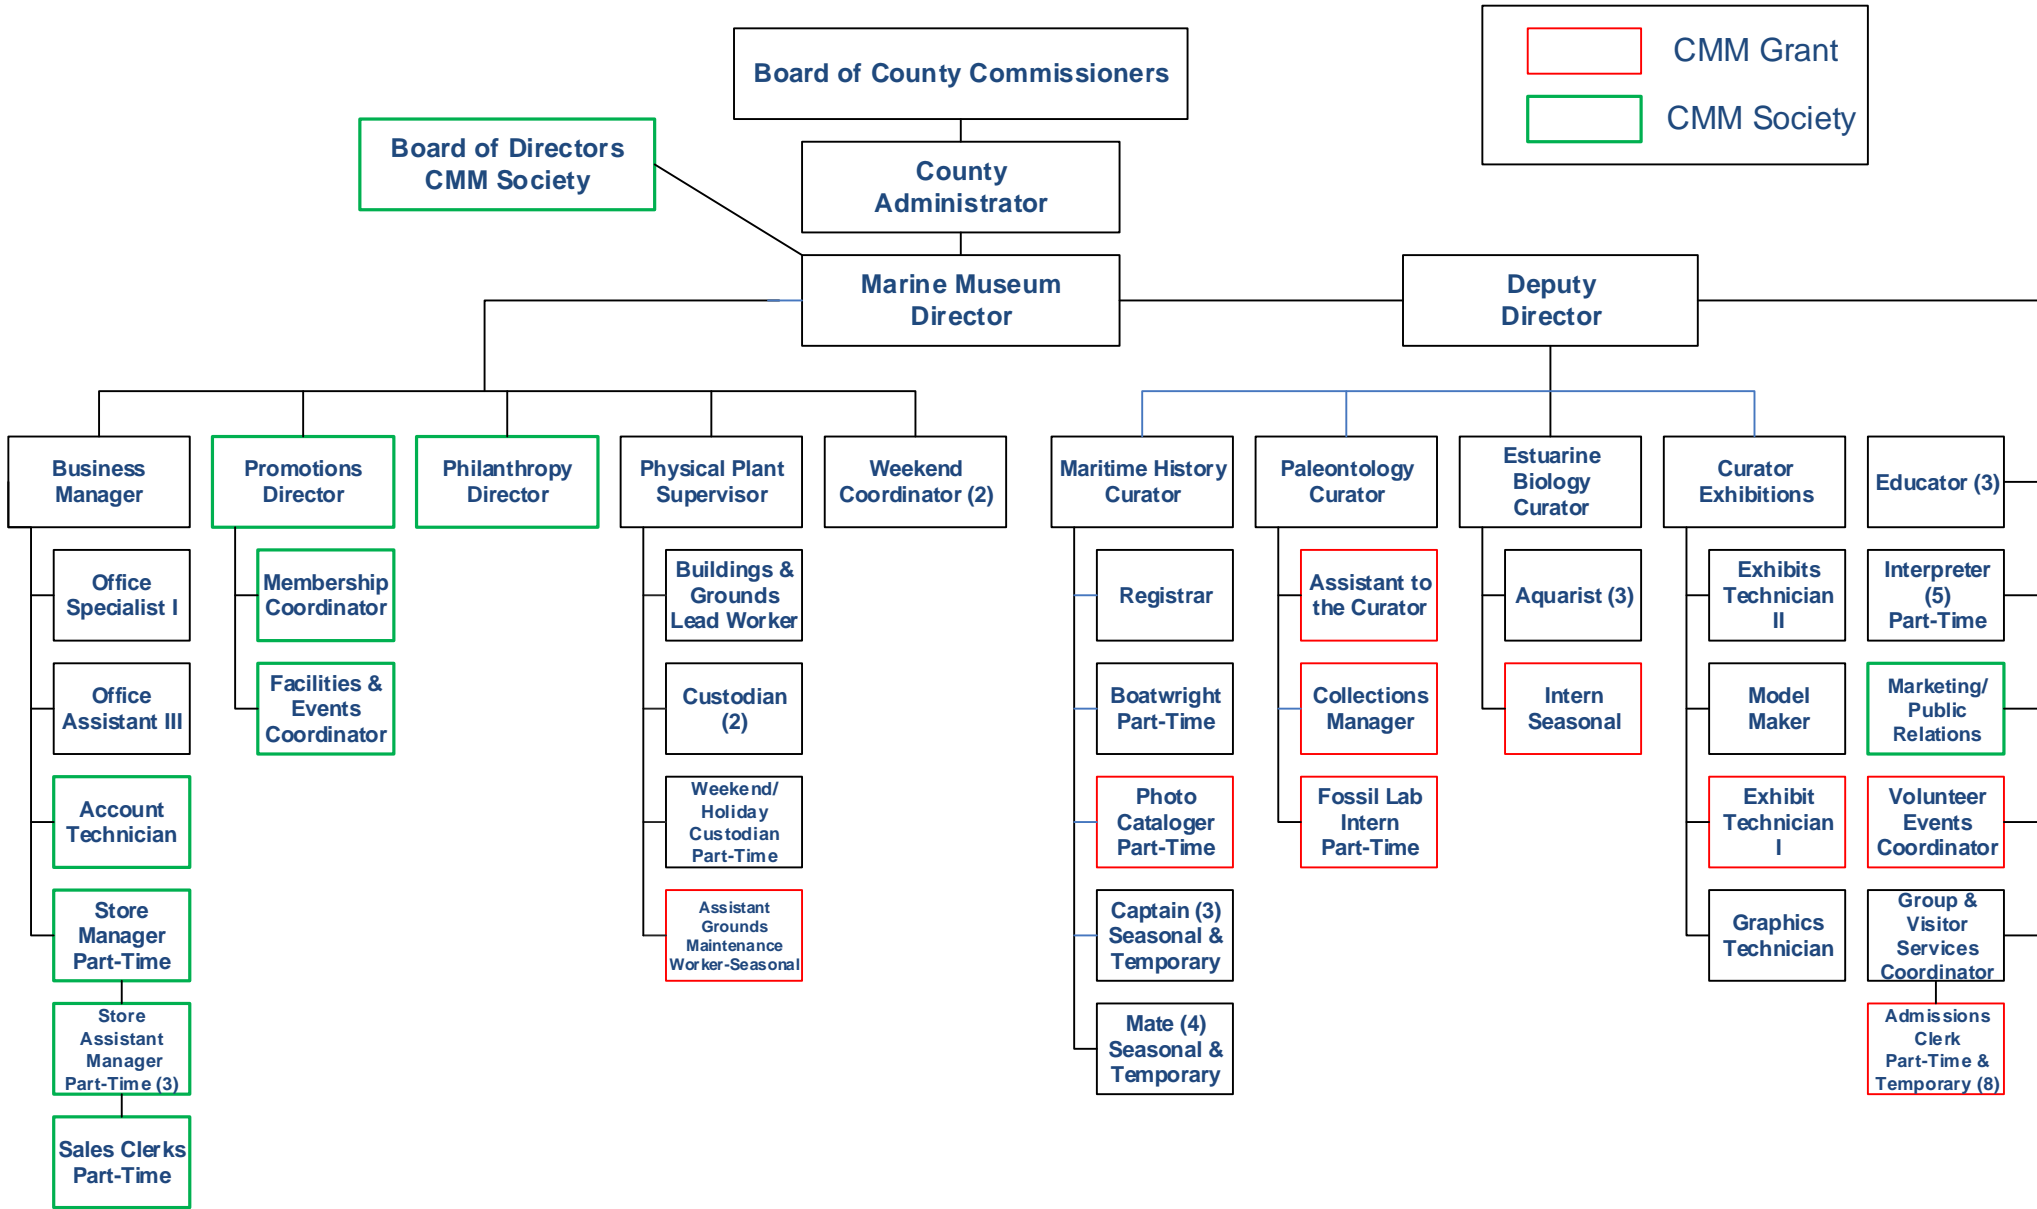 Board of County Commissioners
CMM Grant
CMM Society
Board of Directors
CMM Society
County
Administrator
Marine Museum
Director
Deputy
Director
Business
Manager
Promotions
Director
Philanthropy
Director
Physical Plant
Supervisor
Weekend
Coordinator (2)
Maritime History
Curator
Paleontology
Curator
Estuarine
Biology
Curator
Curator
Exhibitions
Educator (3)
Office
Specialist I
Membership
Coordinator
Buildings &
Grounds
Lead Worker
Registrar
Assistant to
the Curator
Aquarist (3)
Exhibits
Technician
II
Interpreter
(5)
Part-Time
Office
Assistant III
Facilities &
Events
Coordinator
Custodian
(2)
Boatwright
Part-Time
Collections
Manager
Intern
Seasonal
Model
Maker
Marketing/
Public
Relations
Account
Technician
Weekend/
Holiday
Custodian
Part-Time
Photo
Cataloger
Part-Time
Fossil Lab
Intern
Part-Time
Exhibit
Technician
I
Volunteer
Events
Coordinator
Store
Manager
Part-Time
Assistant
Grounds
Maintenance
Worker-Seasonal
Captain (3)
Seasonal &
Temporary
Graphics
Technician
Group &
Visitor
Services
Coordinator
Store
Assistant
Manager
Part-Time (3)
Mate (4)
Seasonal &
Temporary
Admissions
Clerk
Part-Time &
Temporary (8)
Sales Clerks
Part-Time